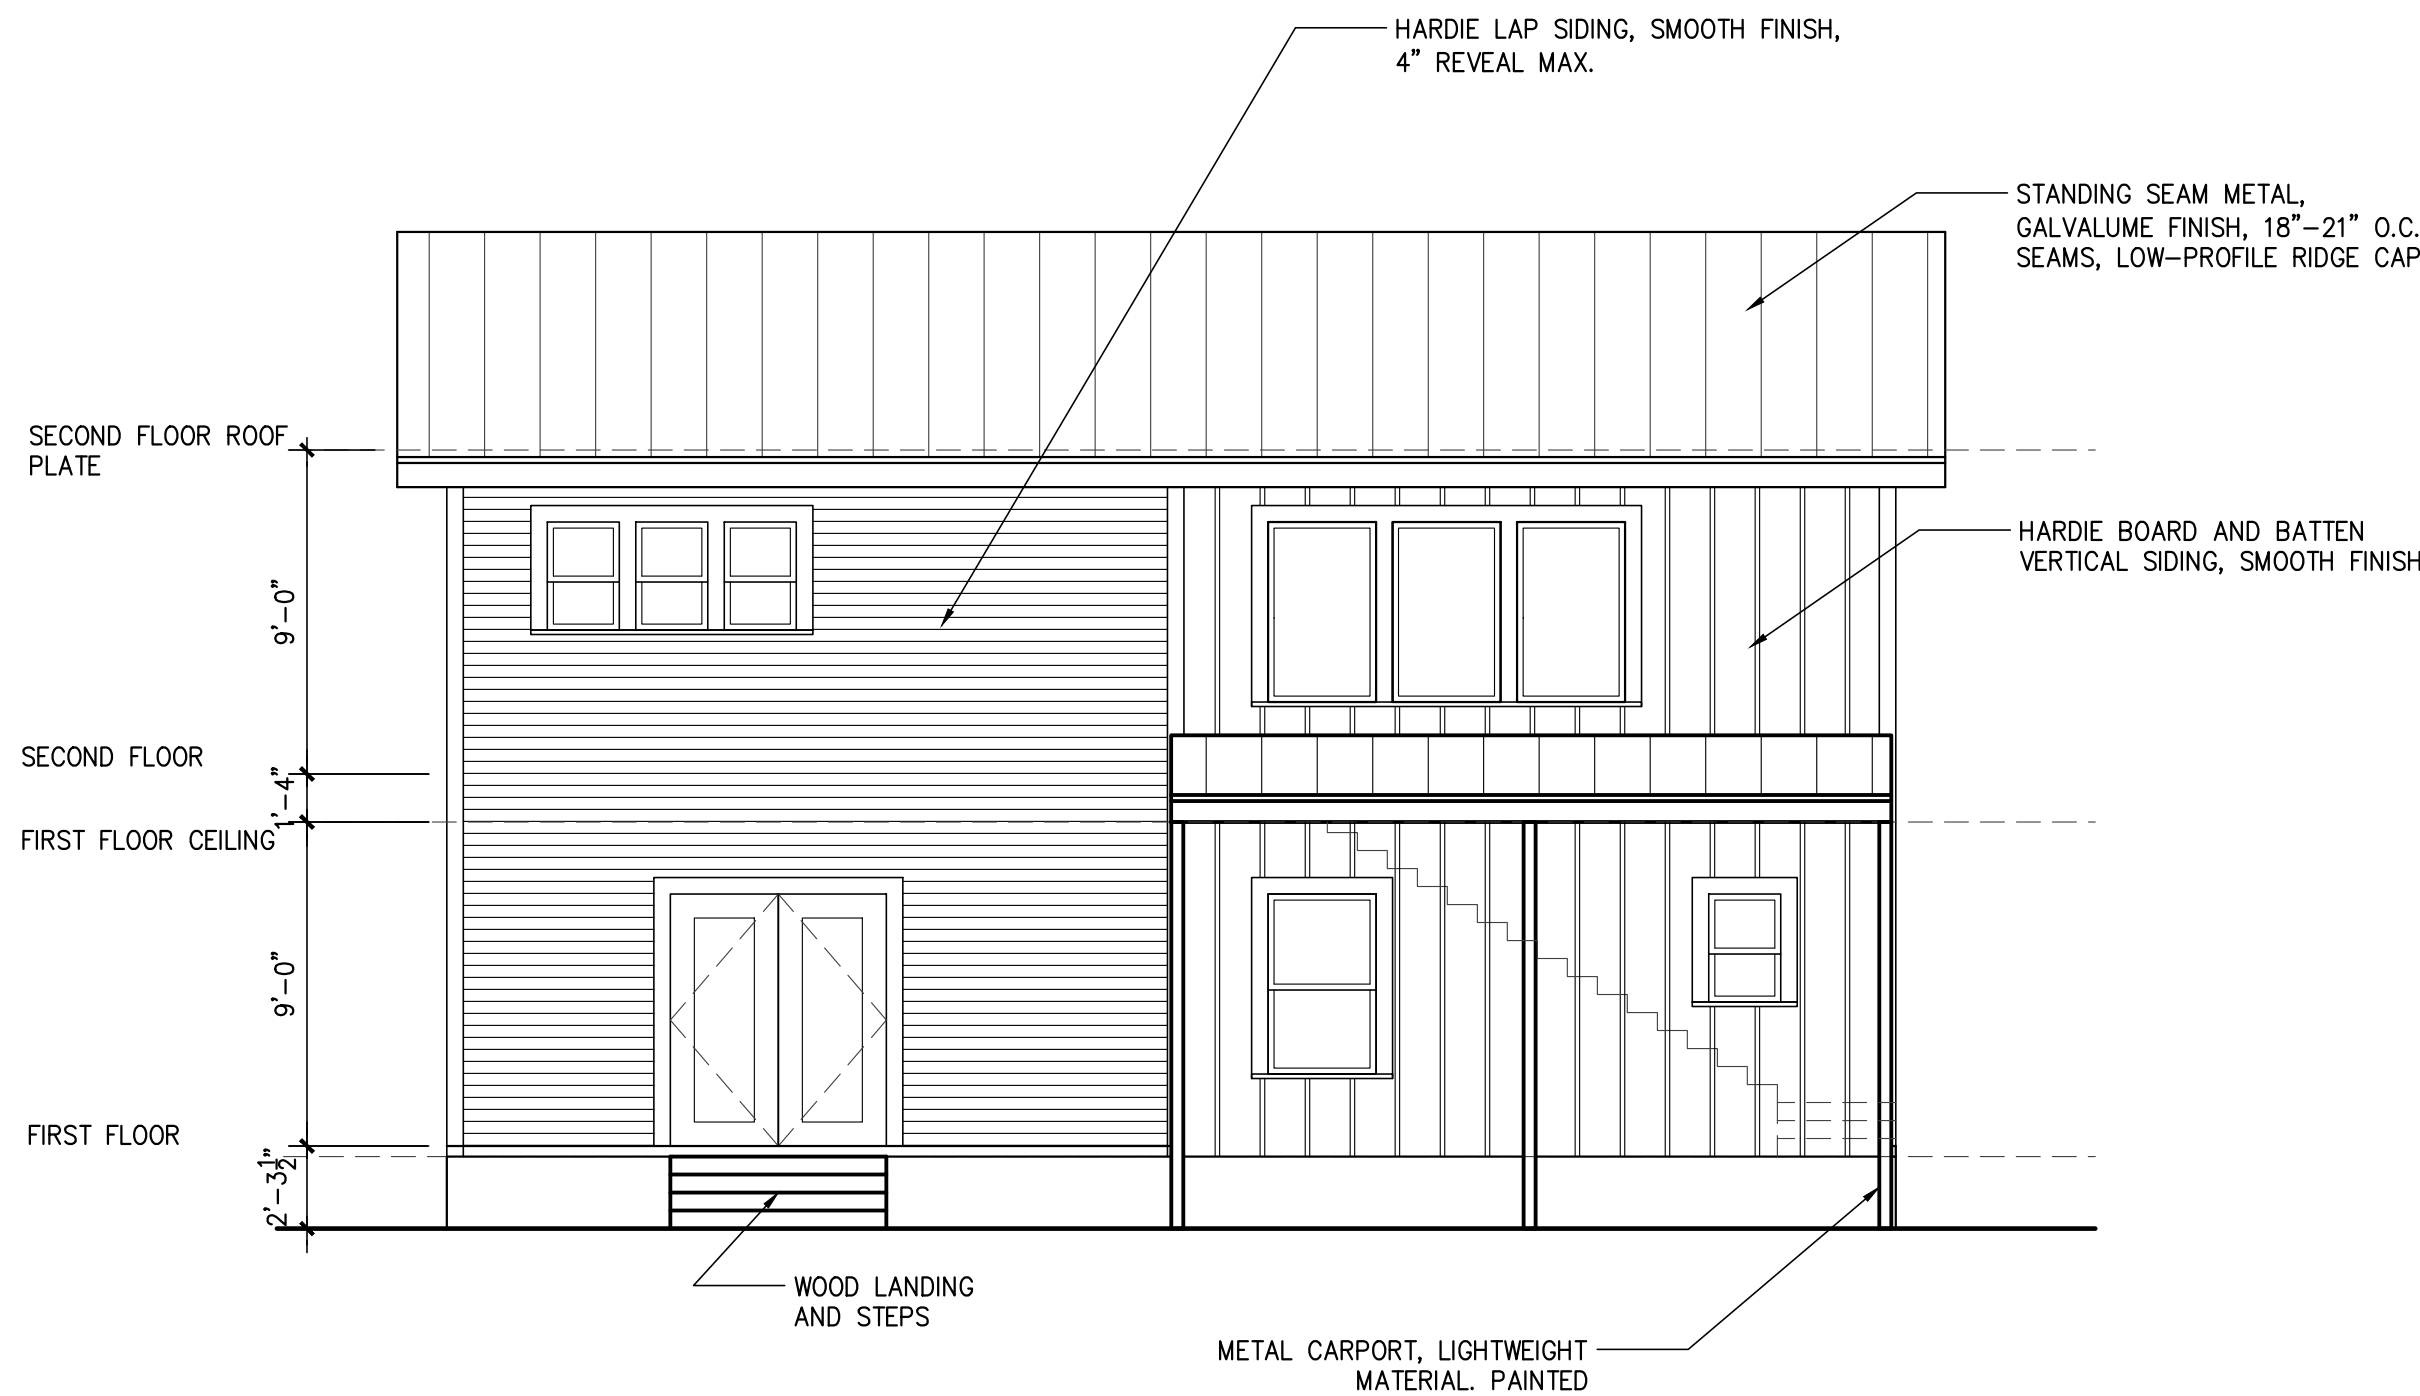 HARDIE LAP SIDING, SMOOTH FINISH,
4” REVEAL MAX.
STANDING SEAM METAL,
GALVALUME FINISH, 18”–21” O.C.
SEAMS, LOW–PROFILE RIDGE CAP
SECOND FLOOR ROOF
PLATE
HARDIE BOARD AND BATTEN
VERTICAL SIDING, SMOOTH FINISH
9'–0”
SECOND FLOOR
1'–4”
FIRST FLOOR CEILING
9'–0”
FIRST FLOOR
2'–3 1/2”
WOOD LANDING
AND STEPS
METAL CARPORT, LIGHTWEIGHT
MATERIAL. PAINTED